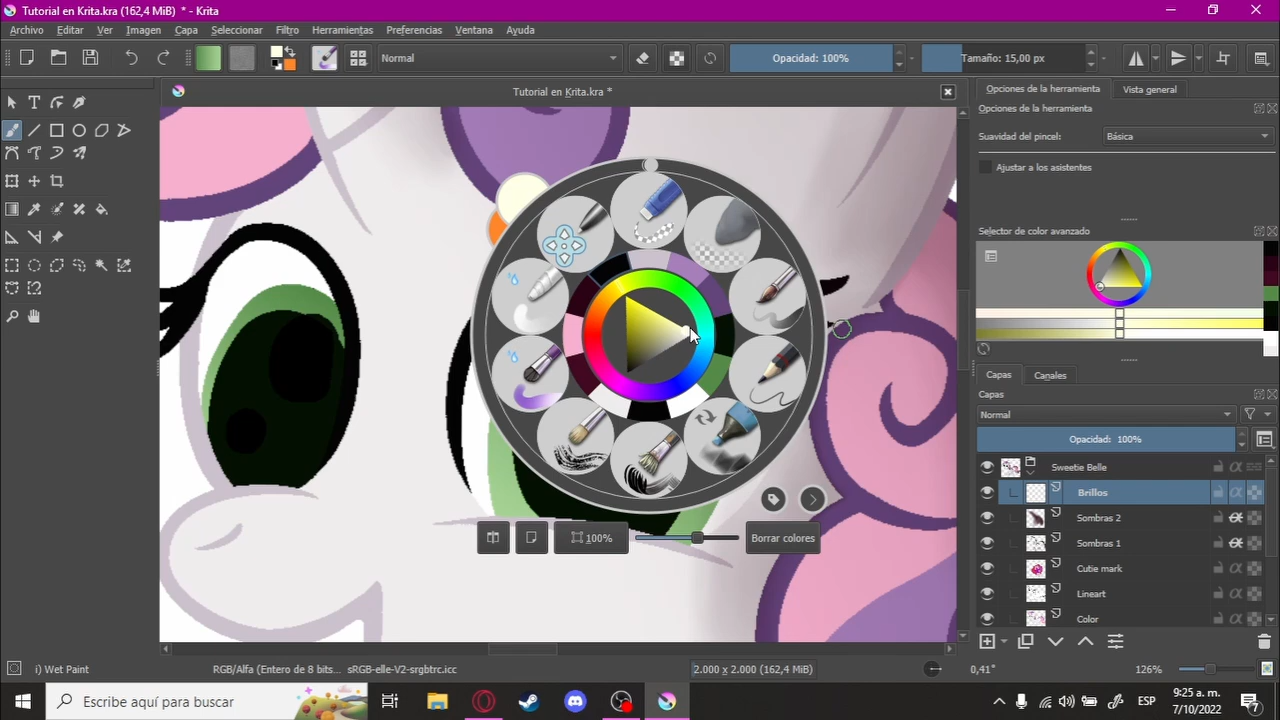 Tutorial en Krita.kra (162,4 MiB) * - Krita
Archivo Editar Ver Imagen Capa Seleccionar Filtro Herramientas Preferencias Ventana Ayuda
Normal Opacidad: 100% Tamaño: 15,00 px
Tutorial en Krita.kra *
Opciones de la herramienta Vista general
Opciones de la herramienta
Suavidad del pincel: Básica
Ajustar a los asistentes
Selector de color avanzado
Capas Canales
Capas
Normal
Opacidad: 100%
Sweetie Belle
Brillos
Sombras 2
Sombras 1
Cutie mark
Lineart
Color
100% Borrar colores
i) Wet Paint RGB/Alfa (Entero de 8 bits... sRGB-elle-V2-srgbtrc.icc 2.000 x 2.000 (162,4 MiB) 0,41° 126%
Escribe aquí para buscar
ESP
9:25 a. m.
7/10/2022
7